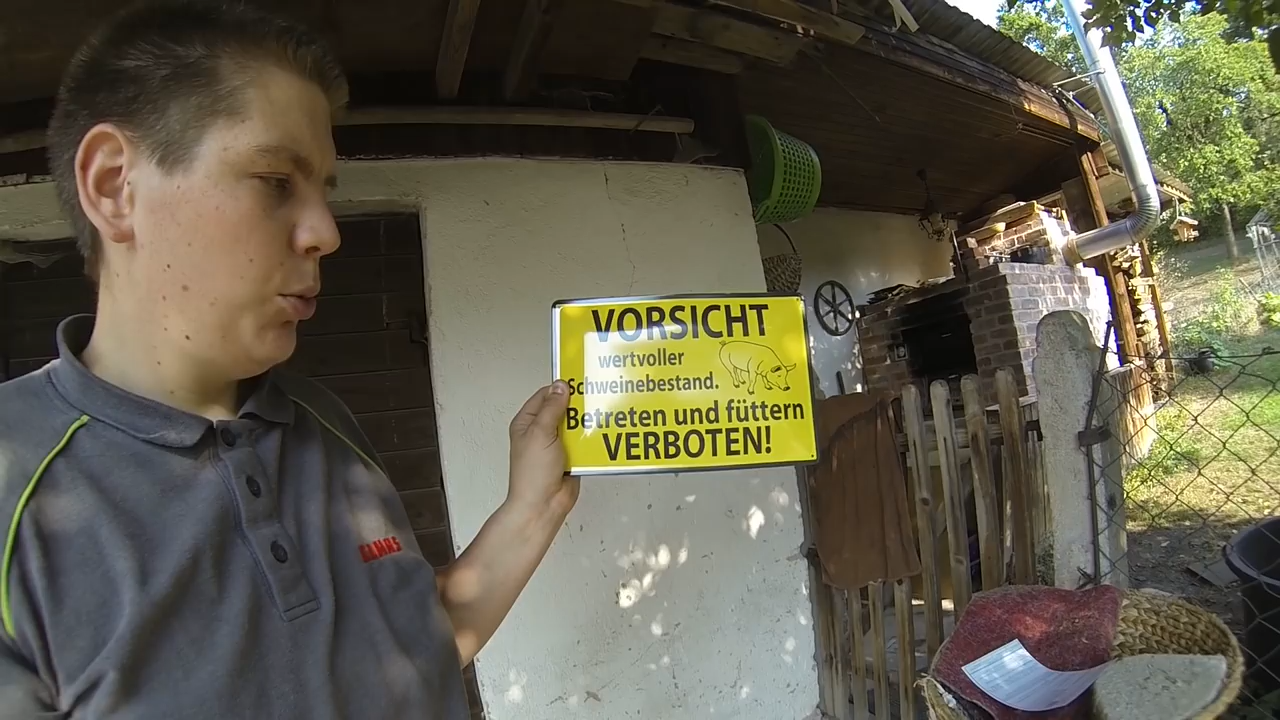 VORSICHT
wertvoller
Schweinebestand.
Betreten und füttern
VERBOTEN!
CLAAS